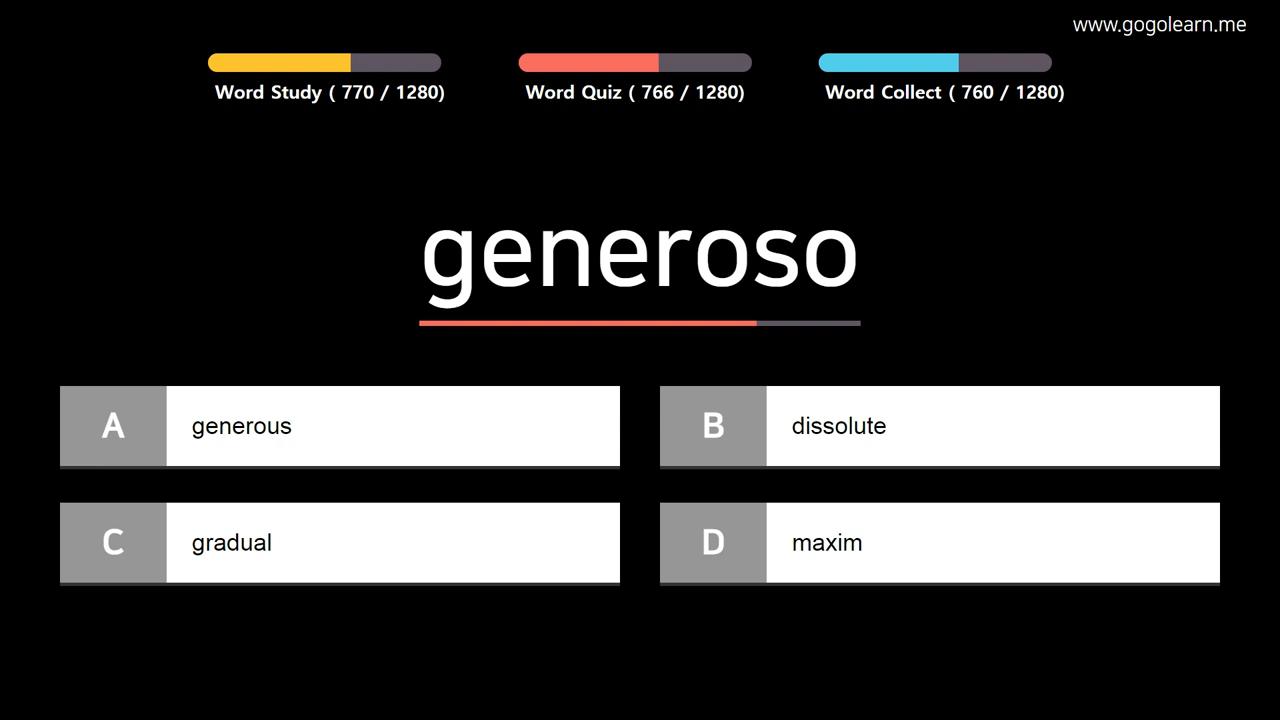 www.gogolearn.me
Word Study ( 770 / 1280)
Word Quiz ( 766 / 1280)
Word Collect ( 760 / 1280)
generoso
A generous
B dissolute
C gradual
D maxim